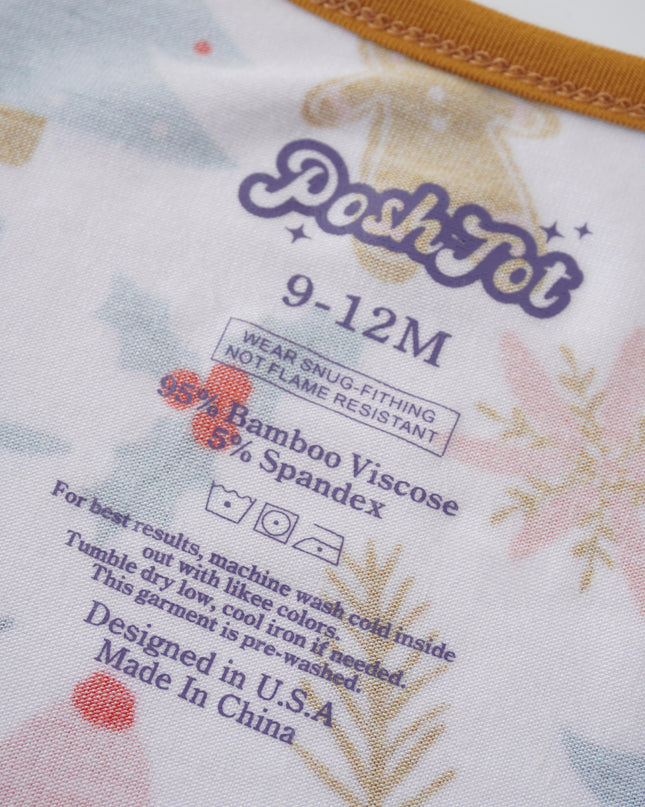 Posh Tot
9-12M
WEAR SNUG-FITHING
NOT FLAME RESISTANT
95% Bamboo Viscose
5% Spandex
For best results, machine wash cold inside
out with likee colors.
Tumble dry low, cool iron if needed.
This garment is pre-washed.
Designed in U.S.A
Made In China